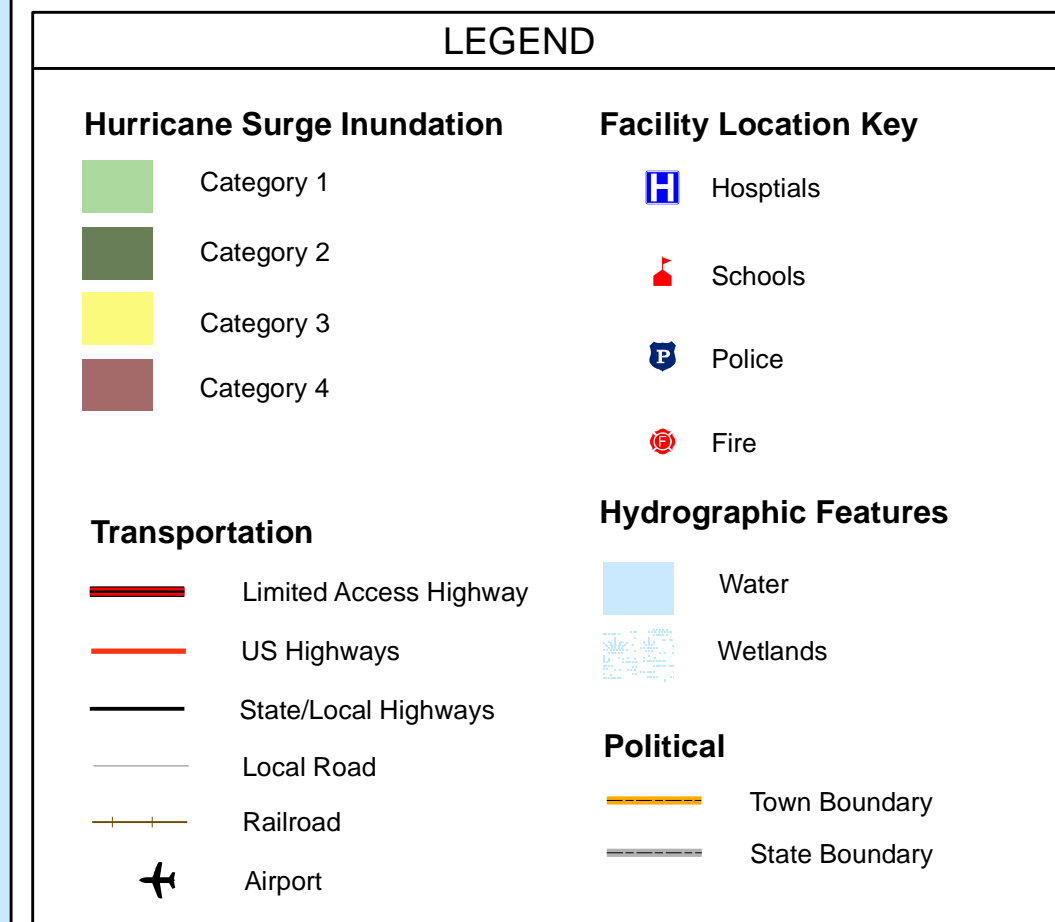 LEGEND
Hurricane Surge Inundation
Category 1
Category 2
Category 3
Category 4
Transportation
Limited Access Highway
US Highways
State/Local Highways
Local Road
Railroad
Airport
Facility Location Key
H Hosptials
Schools
P Police
F Fire
Hydrographic Features
Water
Wetlands
Political
Town Boundary
State Boundary